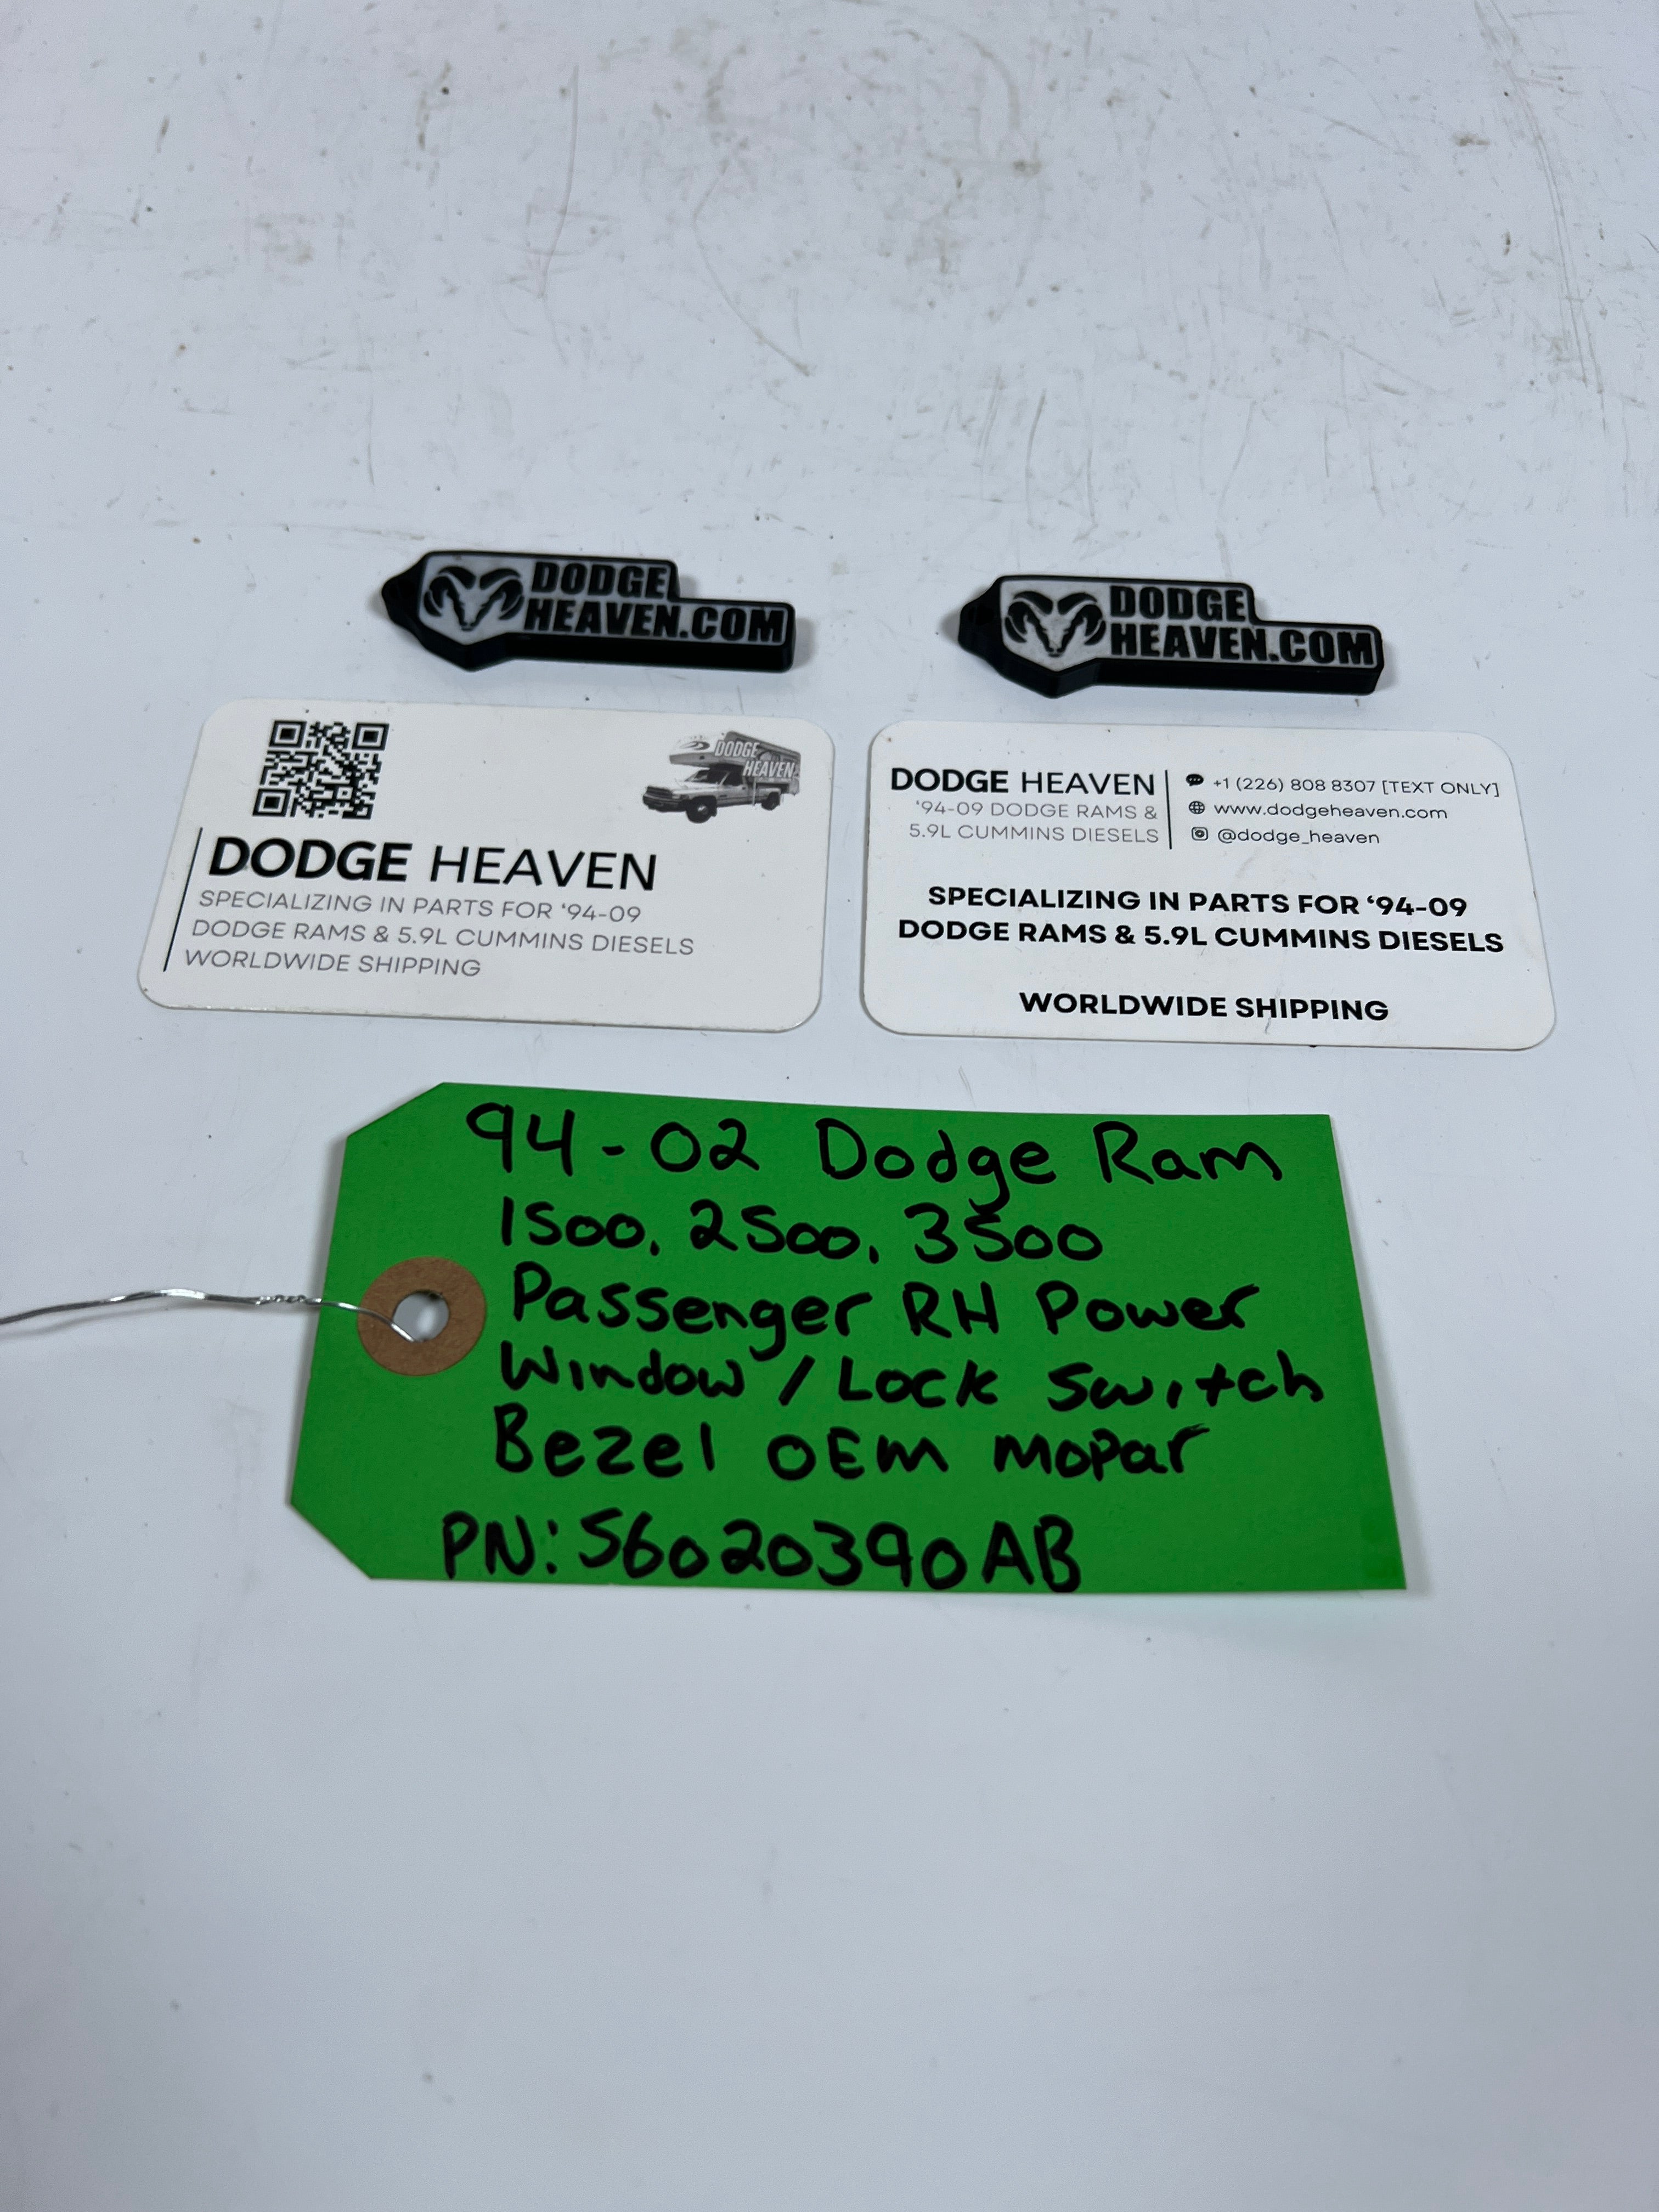 DODGE
HEAVEN.COM
DODGE
HEAVEN.COM
DODGE
HEAVEN
DODGE HEAVEN
SPECIALIZING IN PARTS FOR ‘94-09
DODGE RAMS & 5.9L CUMMINS DIESELS
WORLDWIDE SHIPPING
DODGE HEAVEN
‘94-09 DODGE RAMS &
5.9L CUMMINS DIESELS
+1 (226) 808 8307 [TEXT ONLY]
www.dodgeheaven.com
@dodge_heaven
SPECIALIZING IN PARTS FOR ‘94-09
DODGE RAMS & 5.9L CUMMINS DIESELS
WORLDWIDE SHIPPING
94-02 Dodge Ram
1500, 2500, 3500
Passenger RH Power
Window / Lock Switch
Bezel OEM Mopar
PN: 56020390AB